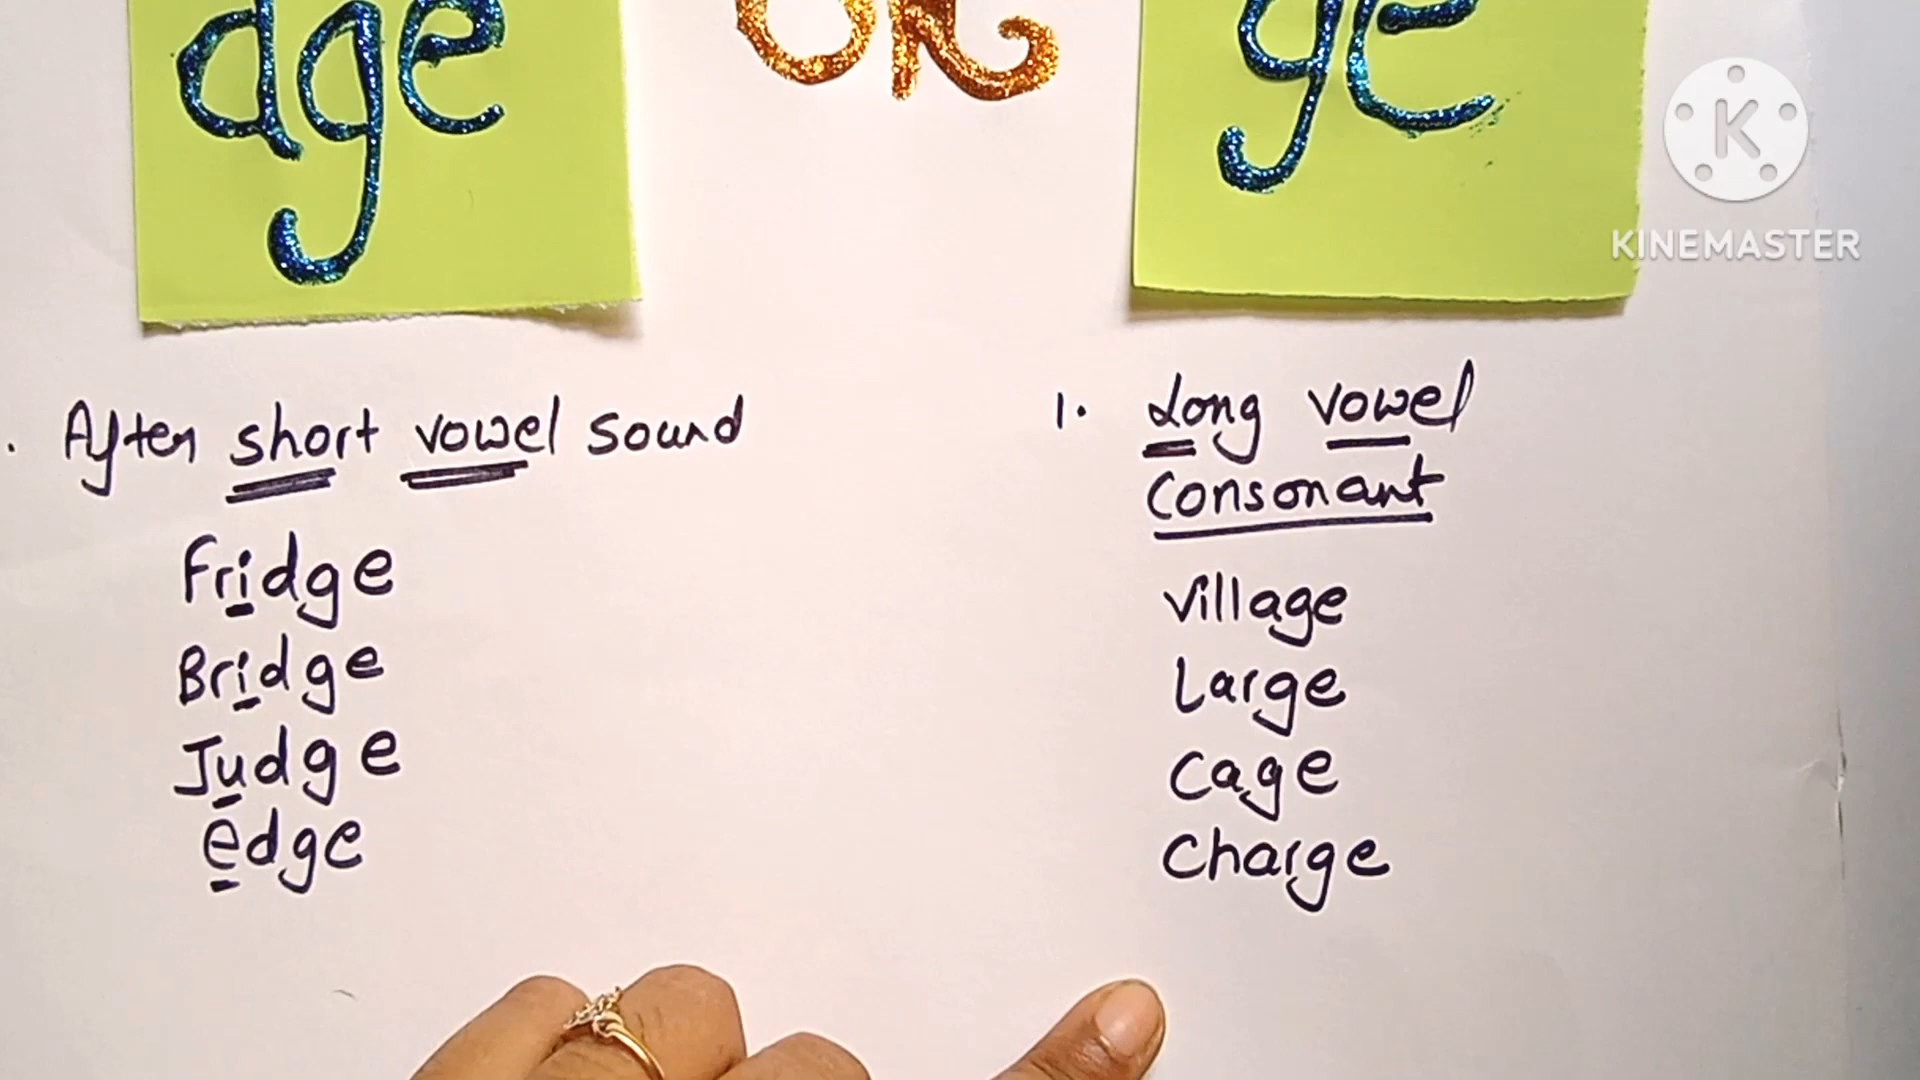 dge OR ge
K
KINEMASTER
. After short vowel sound
Fridge
Bridge
Judge
edge
1. Long vowel
Consonant
Village
Large
Cage
Charge